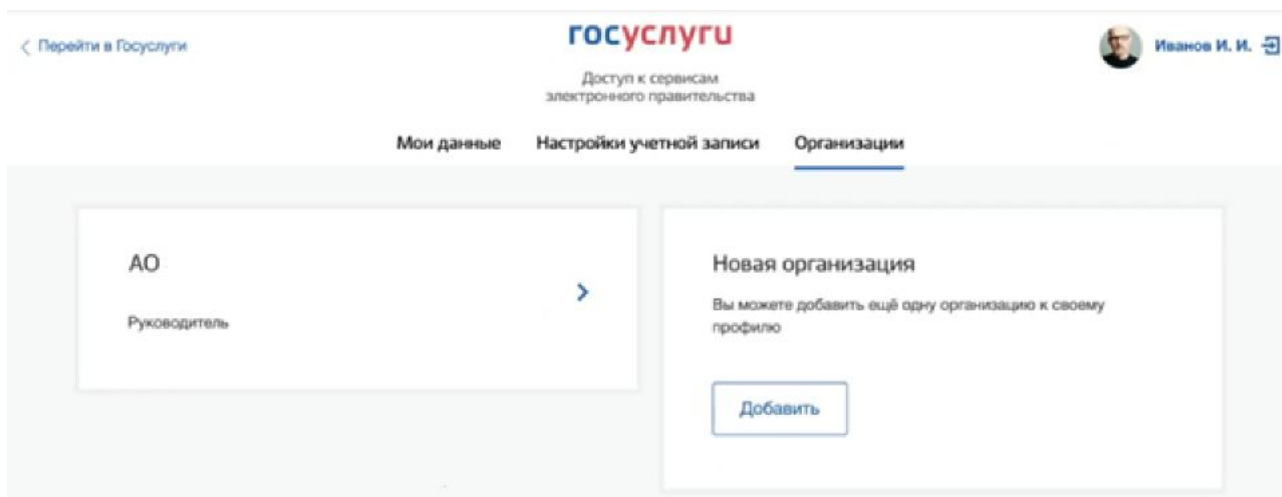 Перейти в Госуслуги
госуслуги
Иванов И. И.
Доступ к сервисам
электронного правительства
Мои данные
Настройки учетной записи
Организации
АО
Руководитель
Новая организация
Вы можете добавить ещё одну организацию к своему
профилю
Добавить